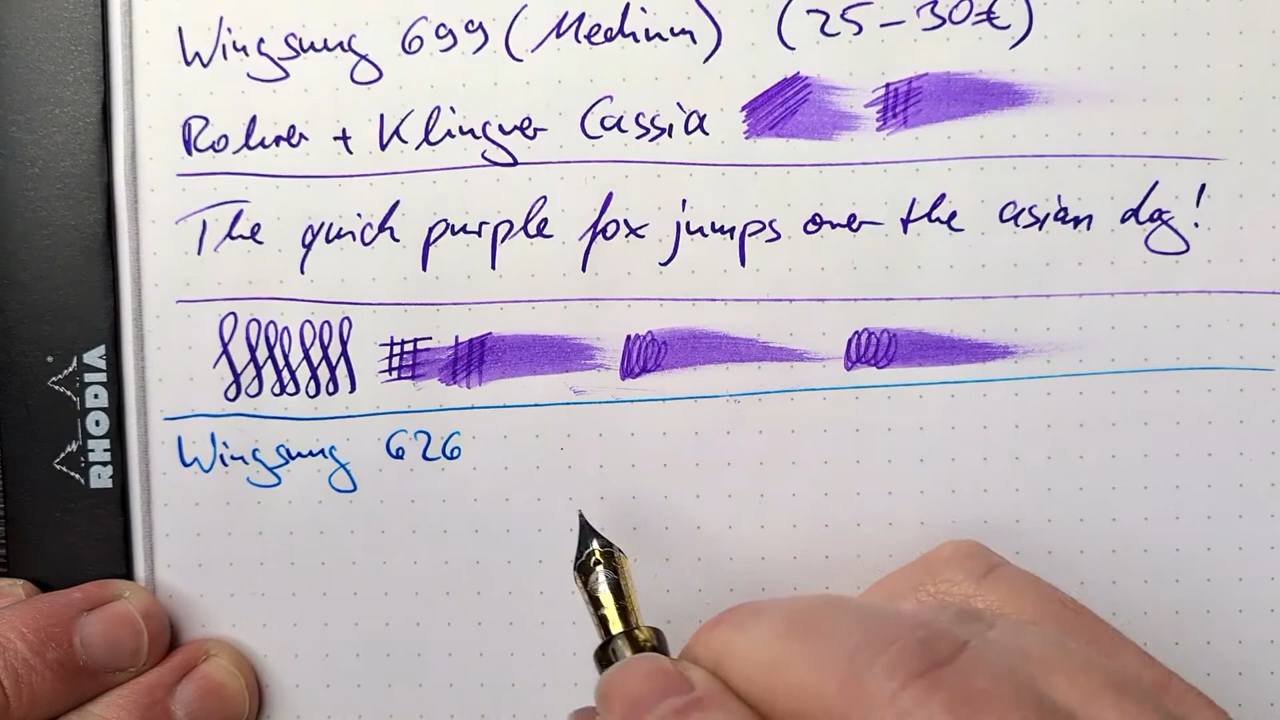 Wingsung 699 (Medium) (25-30€)
Rohrer + Klingner Cassia
The quick purple fox jumps over the asian dog!
Wingsung 626
RHODIA